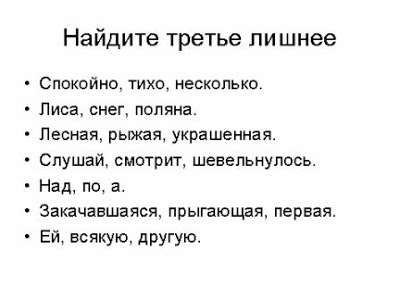 Найдите третье лишнее
• Спокойно, тихо, несколько.
• Лиса, снег, поляна.
• Лесная, рыжая, украшенная.
• Слушай, смотрит, шевельнулось.
• Над, по, а.
• Закачавшаяся, прыгающая, первая.
• Ей, всякую, другую.